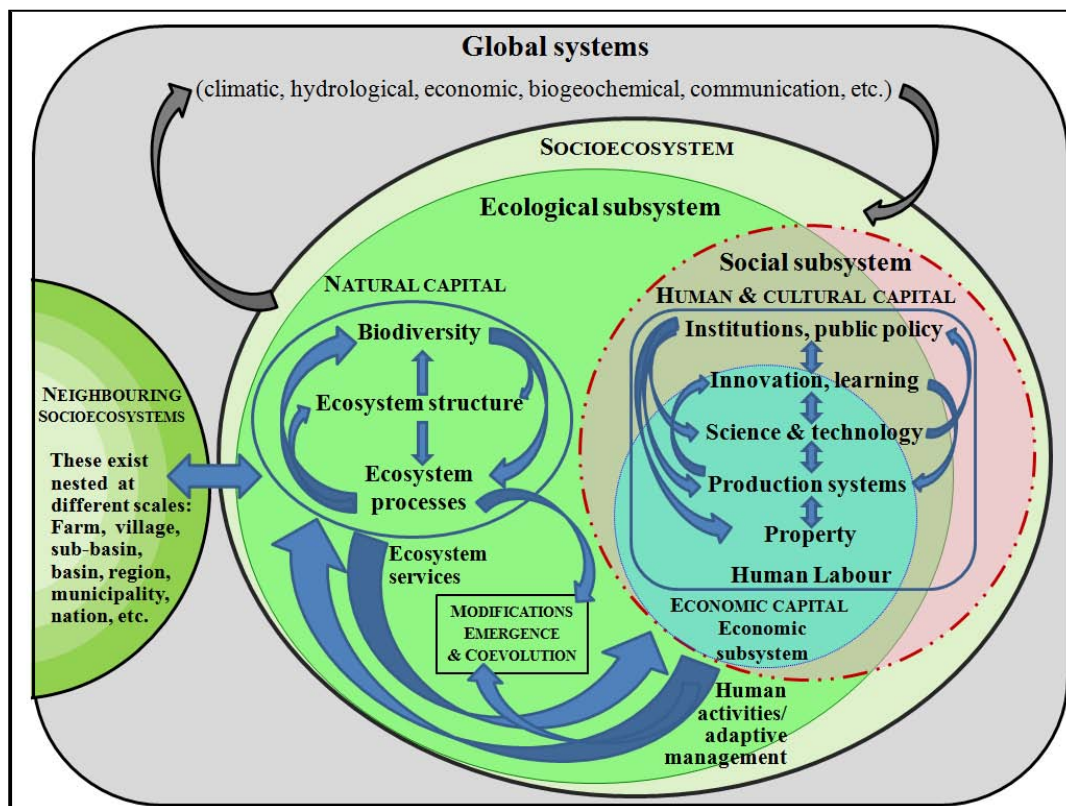 Global systems
(climatic, hydrological, economic, biogeochemical, communication, etc.)
SOCIOECOSYSTEM
Ecological subsystem
Social subsystem
NATURAL CAPITAL
HUMAN & CULTURAL CAPITAL
Biodiversity
Ecosystem structure
Ecosystem
processes
Institutions, public policy
Innovation, learning
Science & technology
Production systems
Property
Human Labour
NEIGHBOURING
SOCIOECOSYSTEMS
These exist
nested at
different scales:
Farm, village,
sub-basin,
basin, region,
municipality,
nation, etc.
Ecosystem
services
MODIFICATIONS
EMERGENCE
& COEVOLUTION
ECONOMIC CAPITAL
Economic
subsystem
Human
activities/
adaptive
management